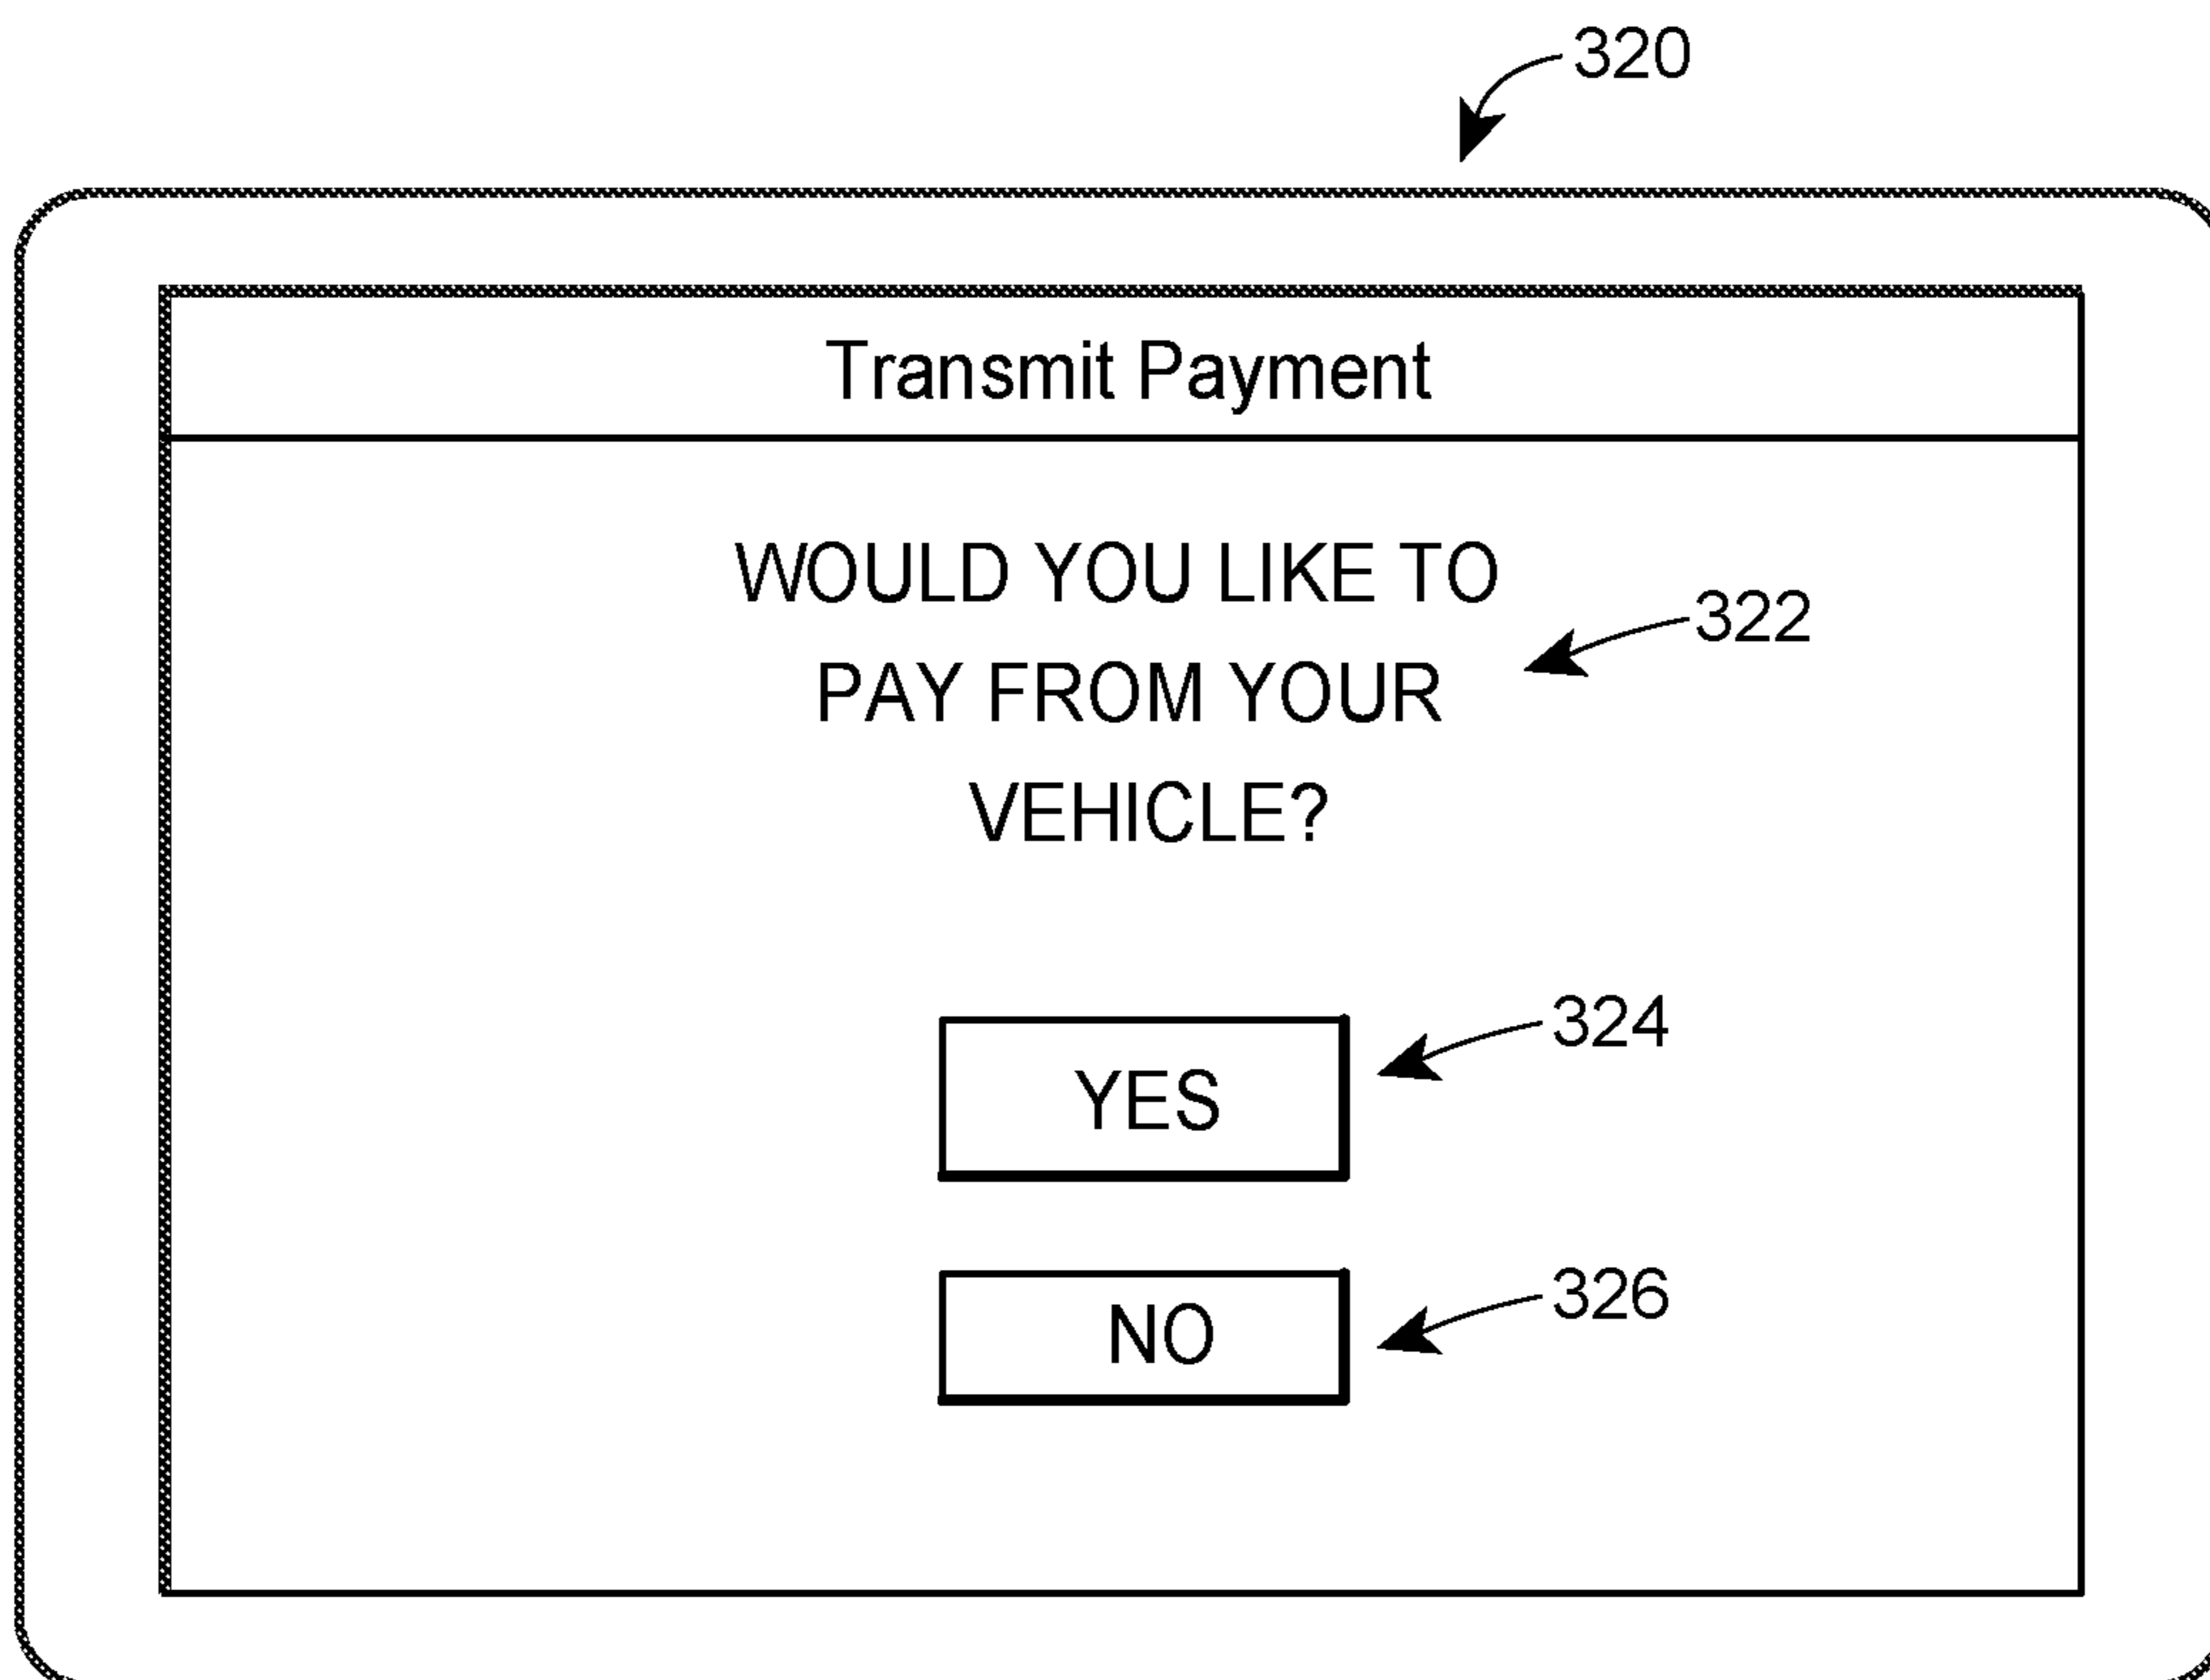 320
Transmit Payment
WOULD YOU LIKE TO
322
PAY FROM YOUR
VEHICLE?
324
YES
326
NO